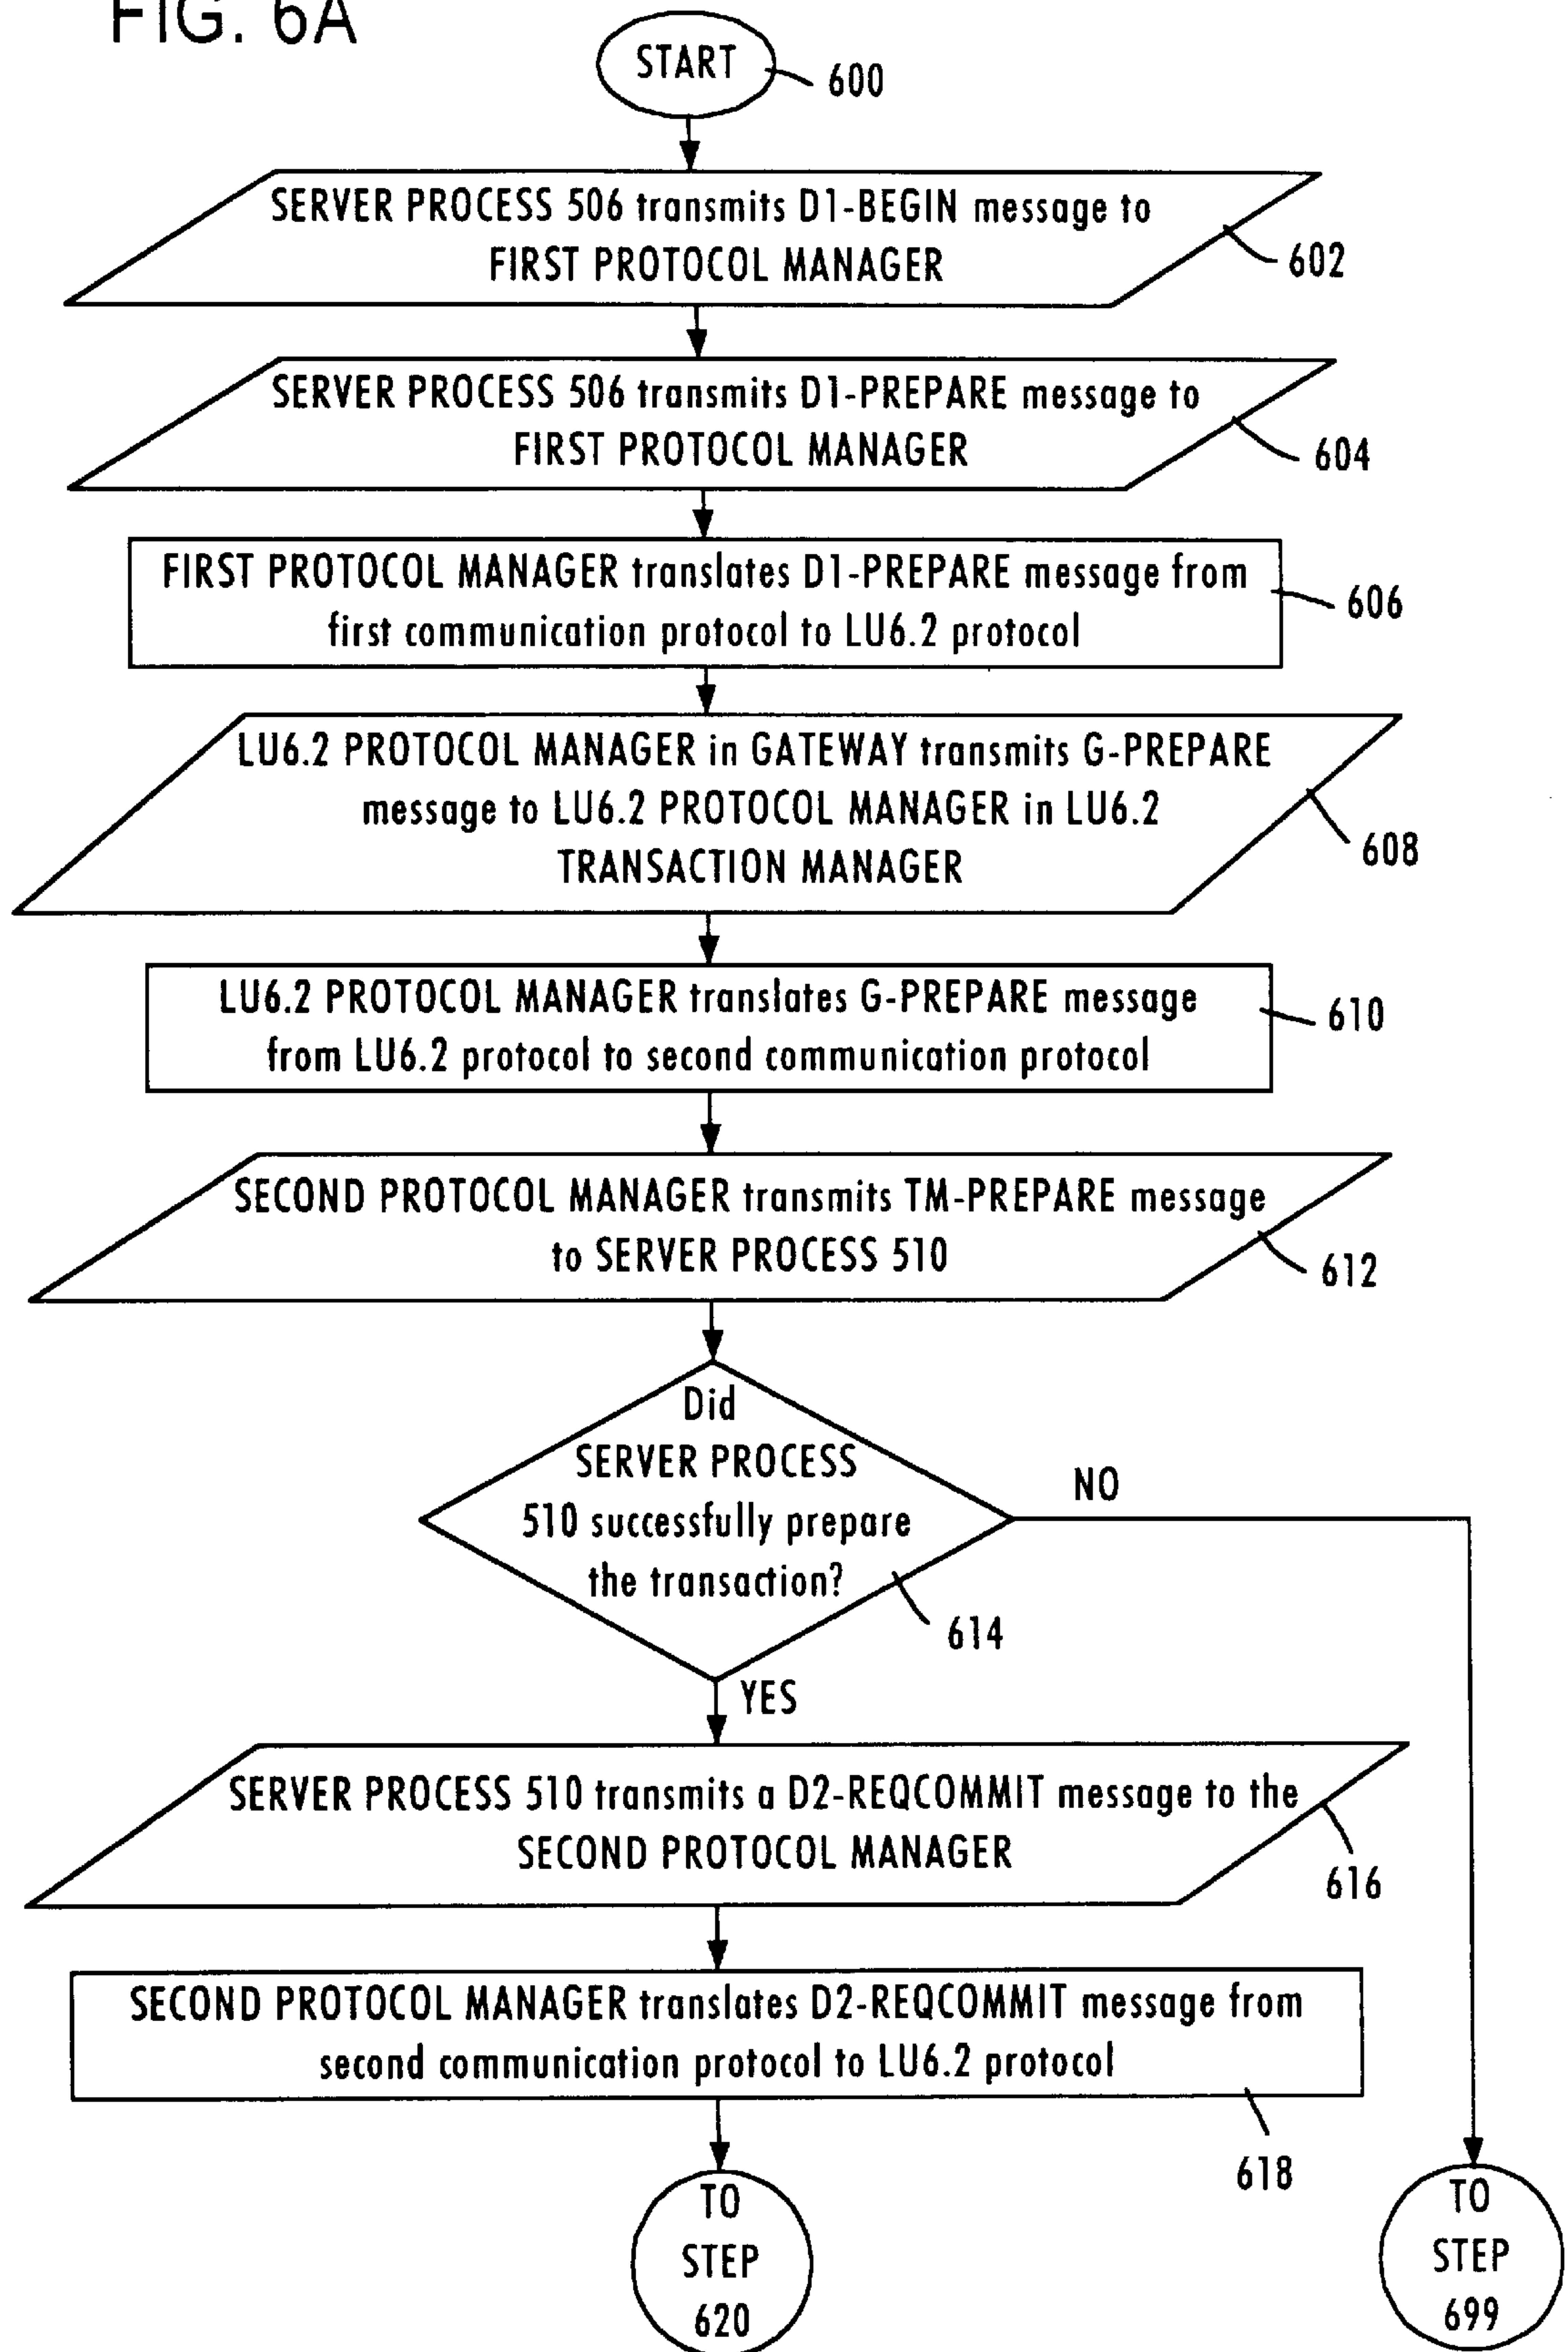 FIG. 6A
START
600
SERVER PROCESS 506 transmits D1-BEGIN message to
FIRST PROTOCOL MANAGER
602
SERVER PROCESS 506 transmits D1-PREPARE message to
FIRST PROTOCOL MANAGER
604
FIRST PROTOCOL MANAGER translates D1-PREPARE message from
first communication protocol to LU6.2 protocol
606
LU6.2 PROTOCOL MANAGER in GATEWAY transmits G-PREPARE
message to LU6.2 PROTOCOL MANAGER in LU6.2
TRANSACTION MANAGER
608
LU6.2 PROTOCOL MANAGER translates G-PREPARE message
from LU6.2 protocol to second communication protocol
610
SECOND PROTOCOL MANAGER transmits TM-PREPARE message
to SERVER PROCESS 510
612
Did
SERVER PROCESS
510 successfully prepare
the transaction?
614
NO
YES
SERVER PROCESS 510 transmits a D2-REQCOMMIT message to the
SECOND PROTOCOL MANAGER
616
SECOND PROTOCOL MANAGER translates D2-REQCOMMIT message from
second communication protocol to LU6.2 protocol
618
TO
STEP
620
TO
STEP
699